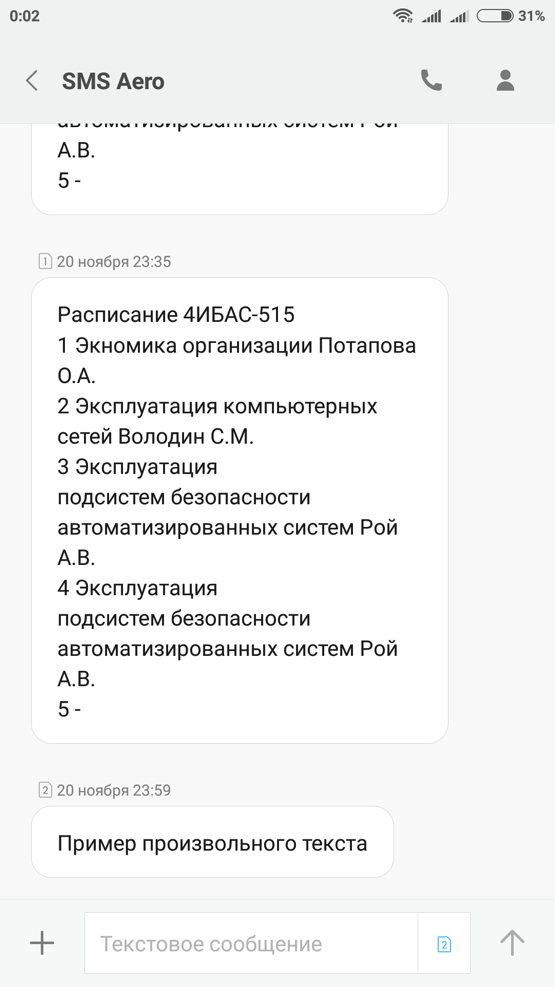 0:02
31%
SMS Aero
автоматизированных систем Рой
А.В.
5 -
1 20 ноября 23:35
Расписание 4ИБАС-515
1 Экномика организации Потапова
О.А.
2 Эксплуатация компьютерных
сетей Володин С.М.
3 Эксплуатация
подсистем безопасности
автоматизированных систем Рой
А.В.
4 Эксплуатация
подсистем безопасности
автоматизированных систем Рой
А.В.
5 -
2 20 ноября 23:59
Пример произвольного текста
Текстовое сообщение
2